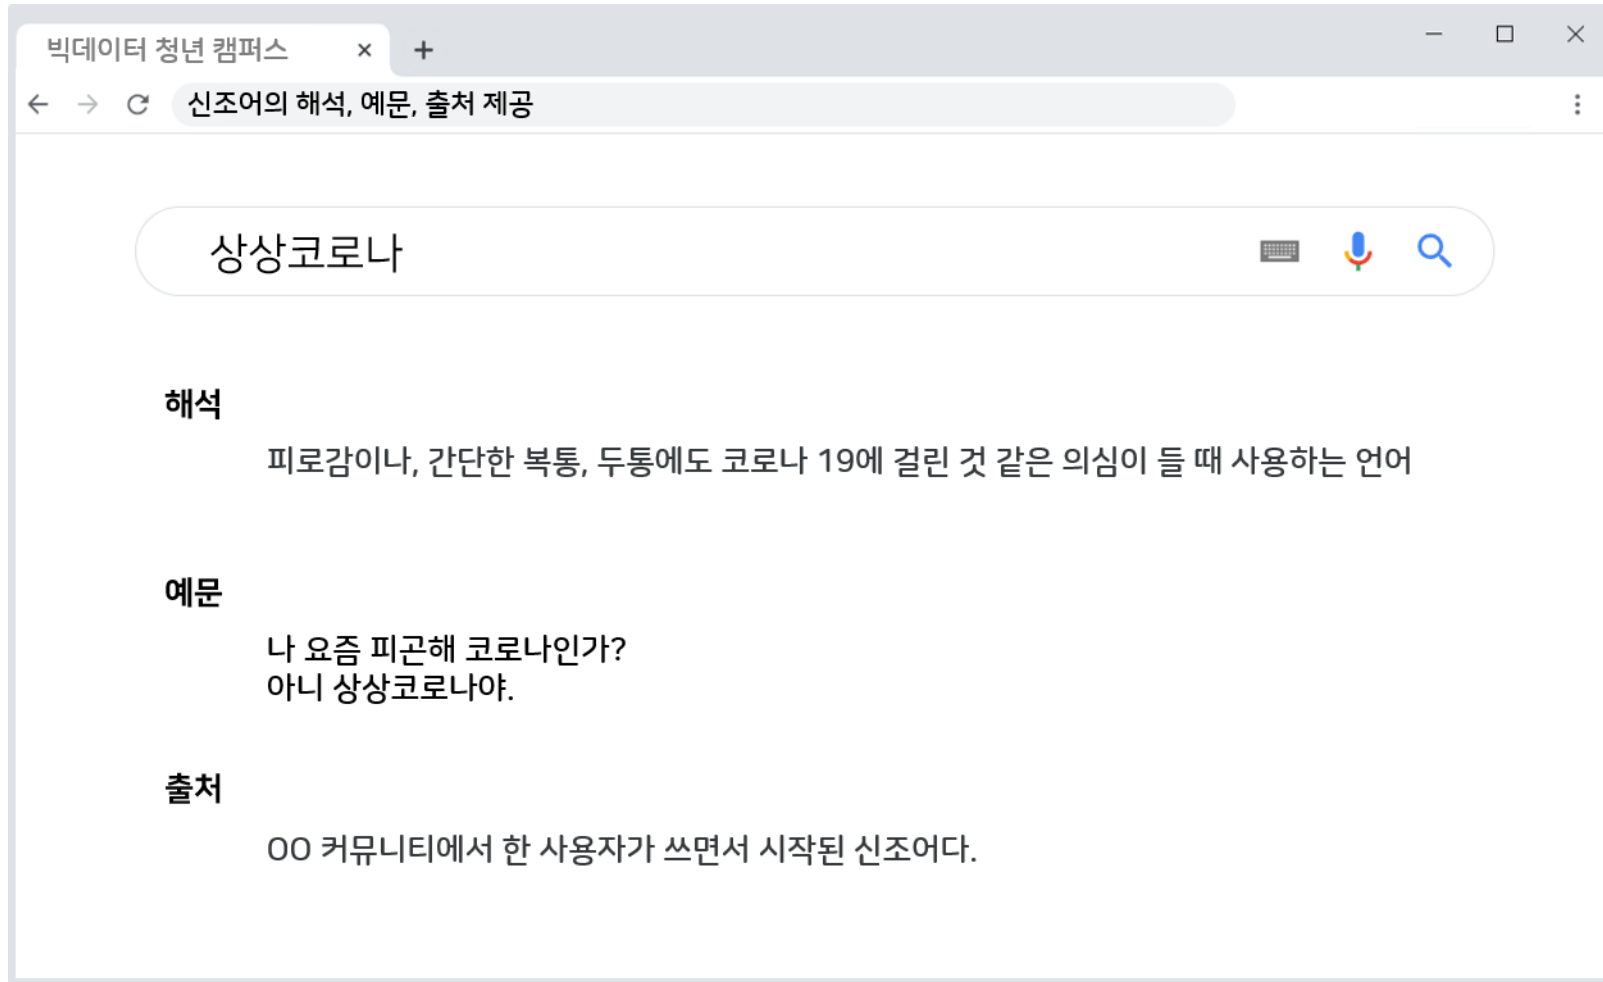 빅데이터 청년 캠퍼스
신조어의 해석, 예문, 출처 제공
상상코로나
해석
피로감이나, 간단한 복통, 두통에도 코로나 19에 걸린 것 같은 의심이 들 때 사용하는 언어
예문
나 요즘 피곤해 코로나인가?
아니 상상코로나야.
출처
OO 커뮤니티에서 한 사용자가 쓰면서 시작된 신조어다.